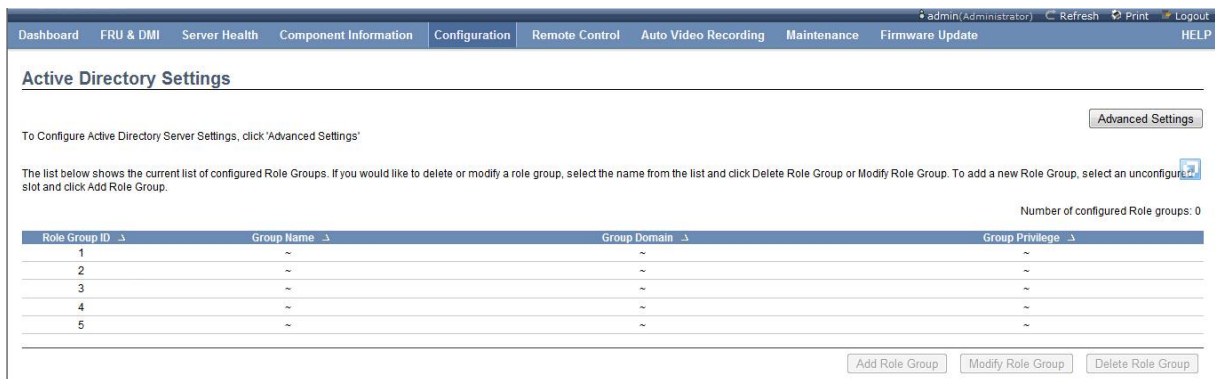 admin(Administrator) Refresh Print Logout
Dashboard FRU & DMI Server Health Component Information Configuration Remote Control Auto Video Recording Maintenance Firmware Update HELP
Active Directory Settings
Advanced Settings
To Configure Active Directory Server Settings, click 'Advanced Settings'
The list below shows the current list of configured Role Groups. If you would like to delete or modify a role group, select the name from the list and click Delete Role Group or Modify Role Group. To add a new Role Group, select an unconfigured
slot and click Add Role Group.
Number of configured Role groups: 0
Role Group ID Group Name Group Domain Group Privilege
1 ~ ~ ~
2 ~ ~ ~
3 ~ ~ ~
4 ~ ~ ~
5 ~ ~ ~
Add Role Group Modify Role Group Delete Role Group